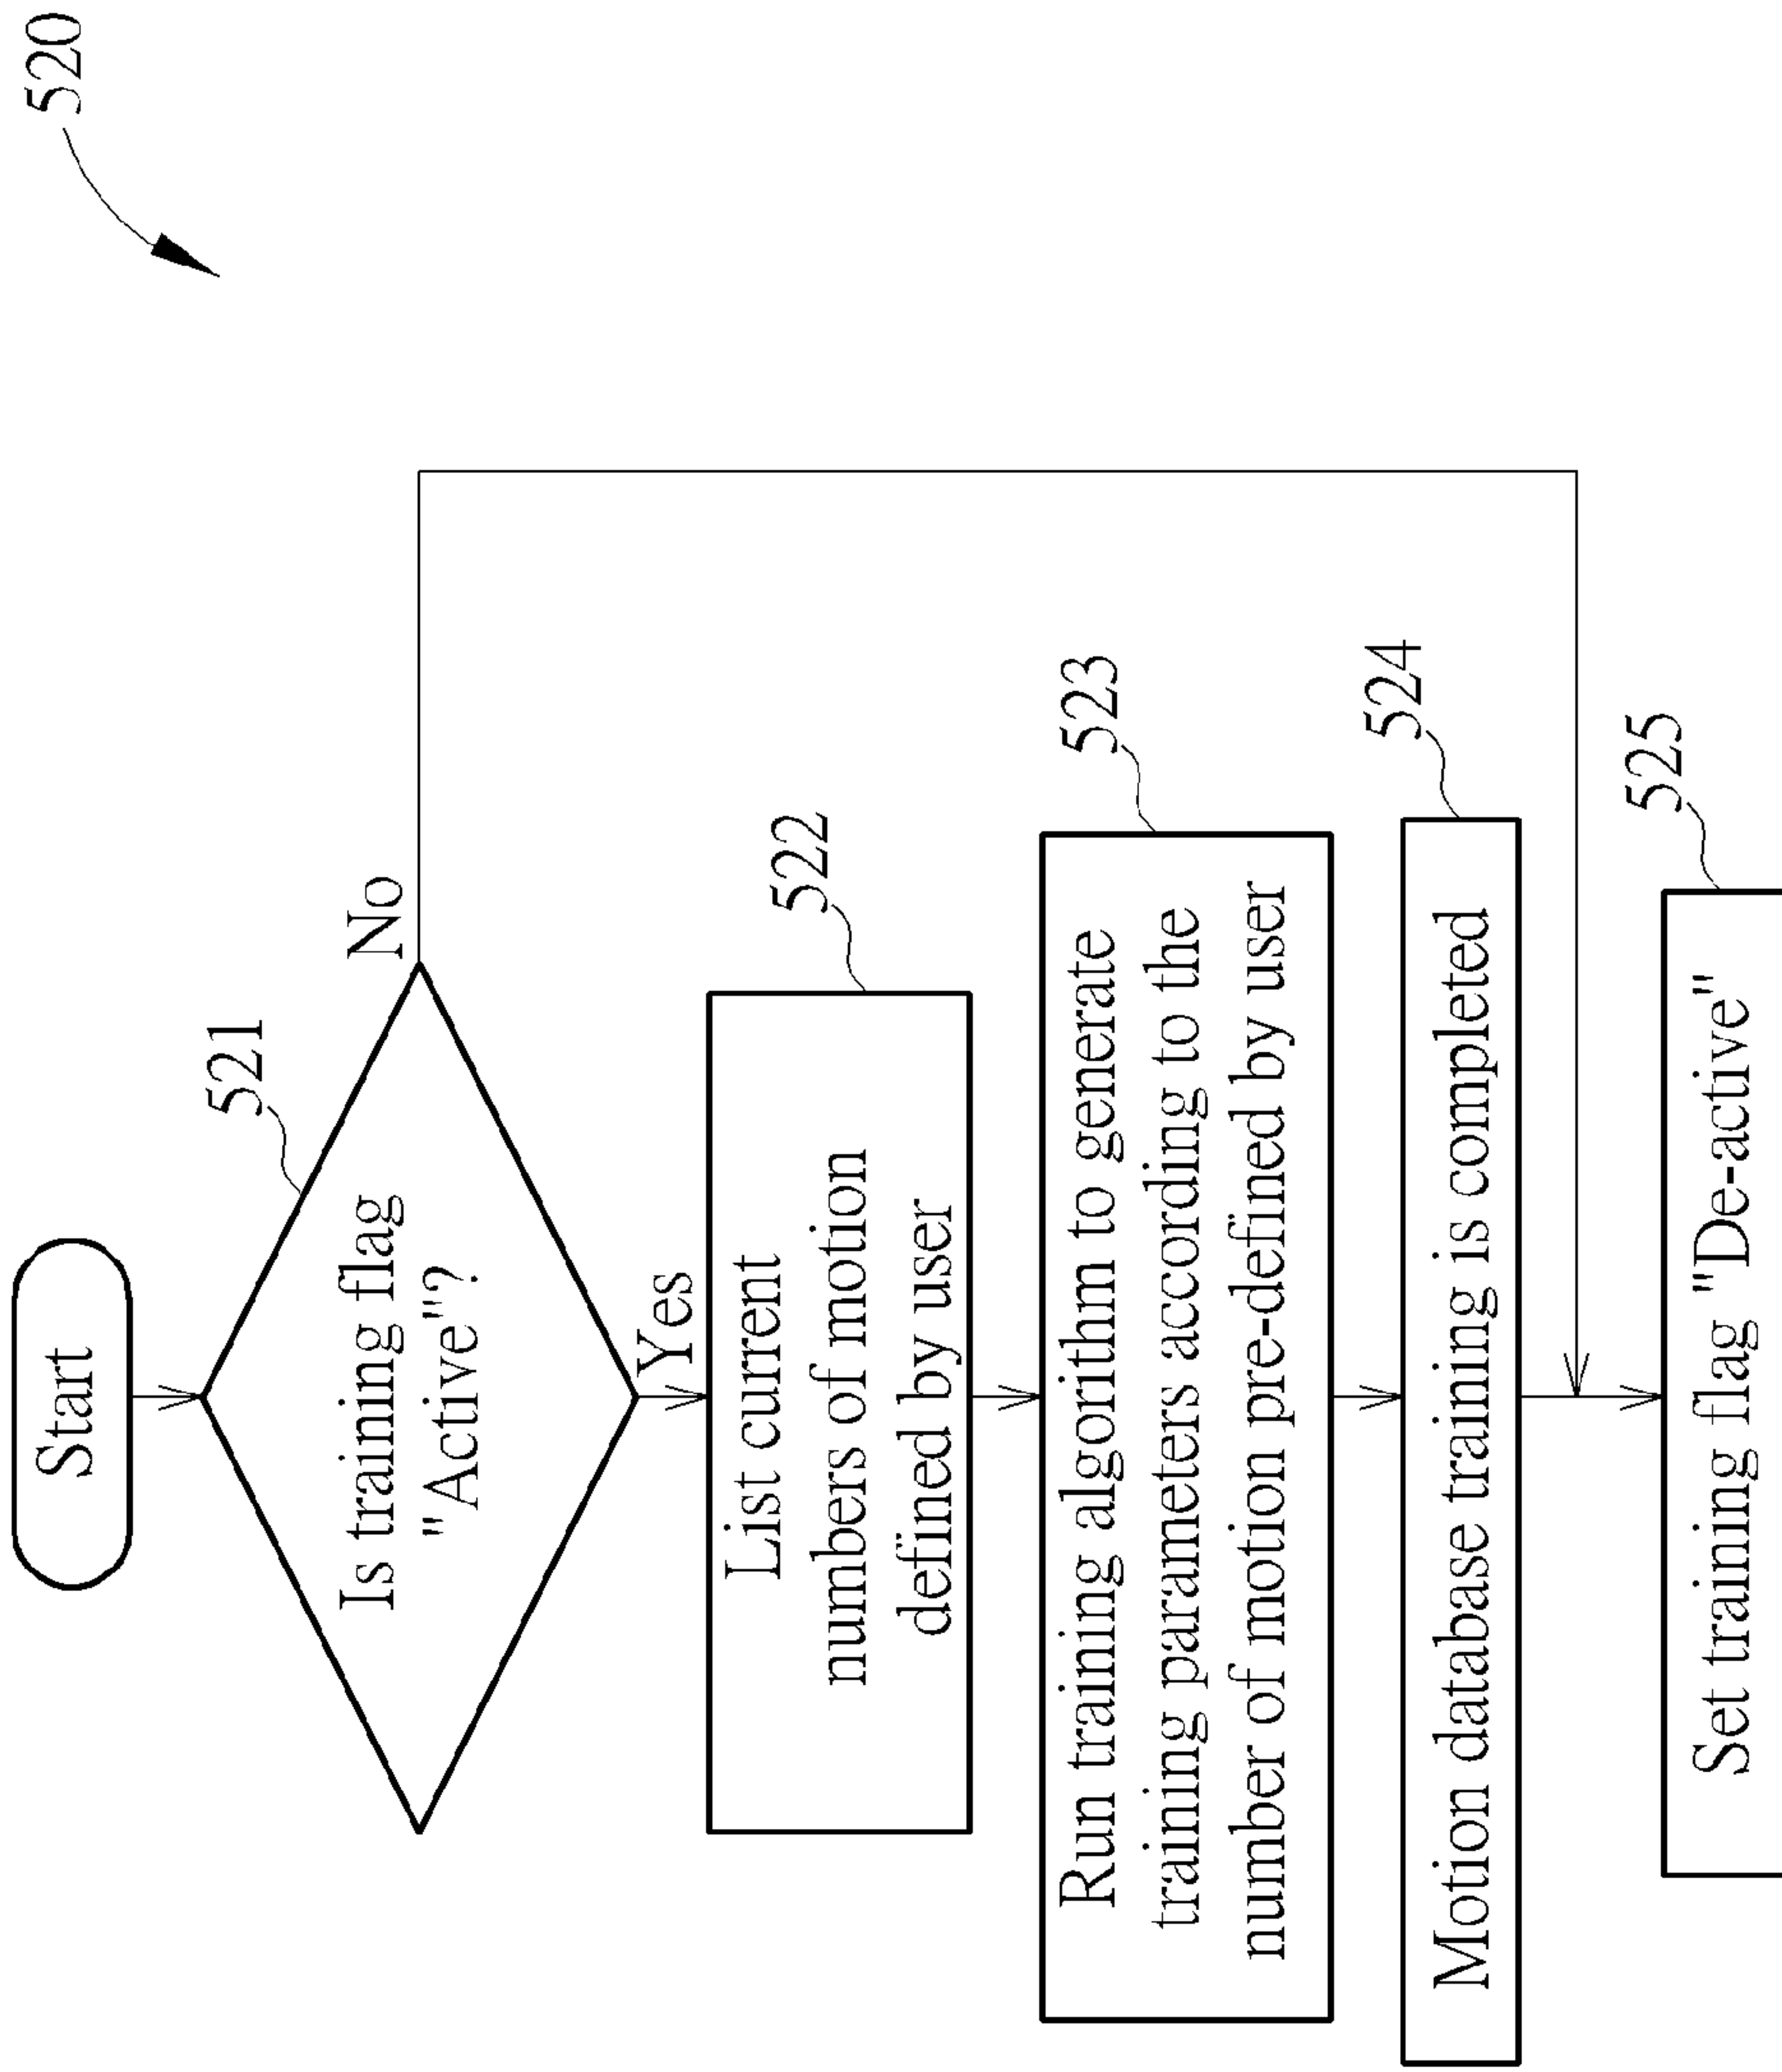 520
Start
521
Is training flag
"Active"?
No
Yes
522
List current
numbers of motion
defined by user
523
Run training algorithm to generate
training parameters according to the
number of motion pre-defined by user
524
Motion database training is completed
525
Set training flag "De-active"